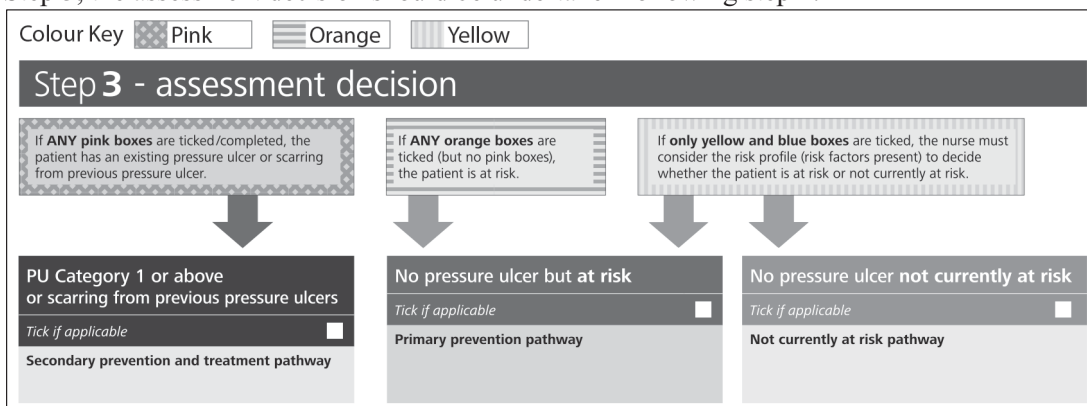 Colour Key Pink Orange Yellow
Step 3 - assessment decision
If ANY pink boxes are ticked/completed, the
patient has an existing pressure ulcer or scarring
from previous pressure ulcer.
If ANY orange boxes are
ticked (but no pink boxes),
the patient is at risk.
If only yellow and blue boxes are ticked, the nurse must
consider the risk profile (risk factors present) to decide
whether the patient is at risk or not currently at risk.
PU Category 1 or above
or scarring from previous pressure ulcers
Tick if applicable
Secondary prevention and treatment pathway
No pressure ulcer but at risk
Tick if applicable
Primary prevention pathway
No pressure ulcer not currently at risk
Tick if applicable
Not currently at risk pathway